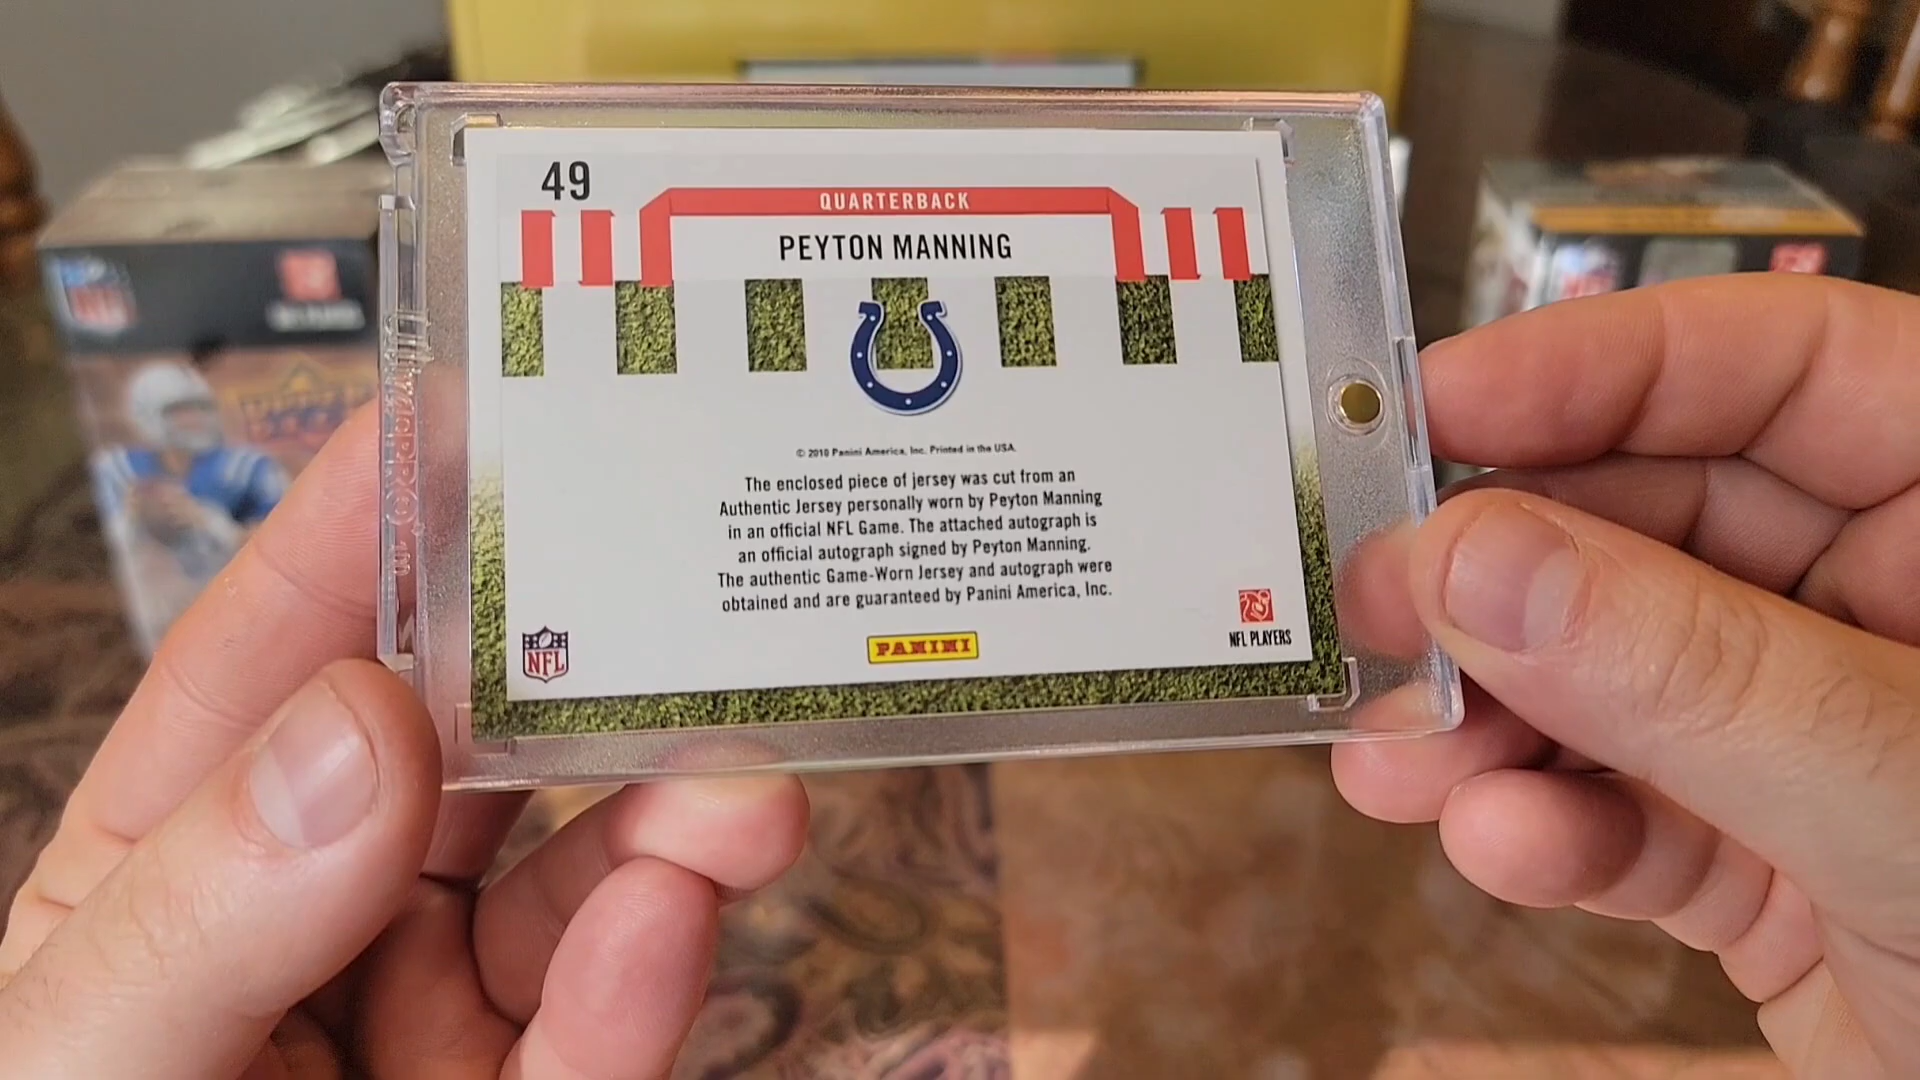 49
QUARTERBACK
PEYTON MANNING
© 2010 Panini America, Inc. Printed in the USA.
The enclosed piece of jersey was cut from an
Authentic Jersey personally worn by Peyton Manning
in an official NFL Game. The attached autograph is
an official autograph signed by Peyton Manning.
The authentic Game-Worn Jersey and autograph were
obtained and are guaranteed by Panini America, Inc.
NFL
PANINI
NFL PLAYERS